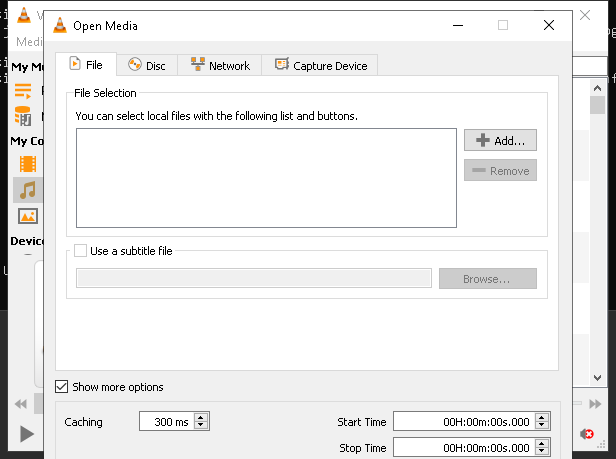 Open Media
Medi
File
Disc
Network
Capture Device
My M
File Selection
You can select local files with the following list and buttons.
Add...
Remove
My Co
Device
Use a subtitle file
Browse...
Show more options
Caching
300 ms
Start Time
00H:00m:00s.000
Stop Time
00H:00m:00s.000